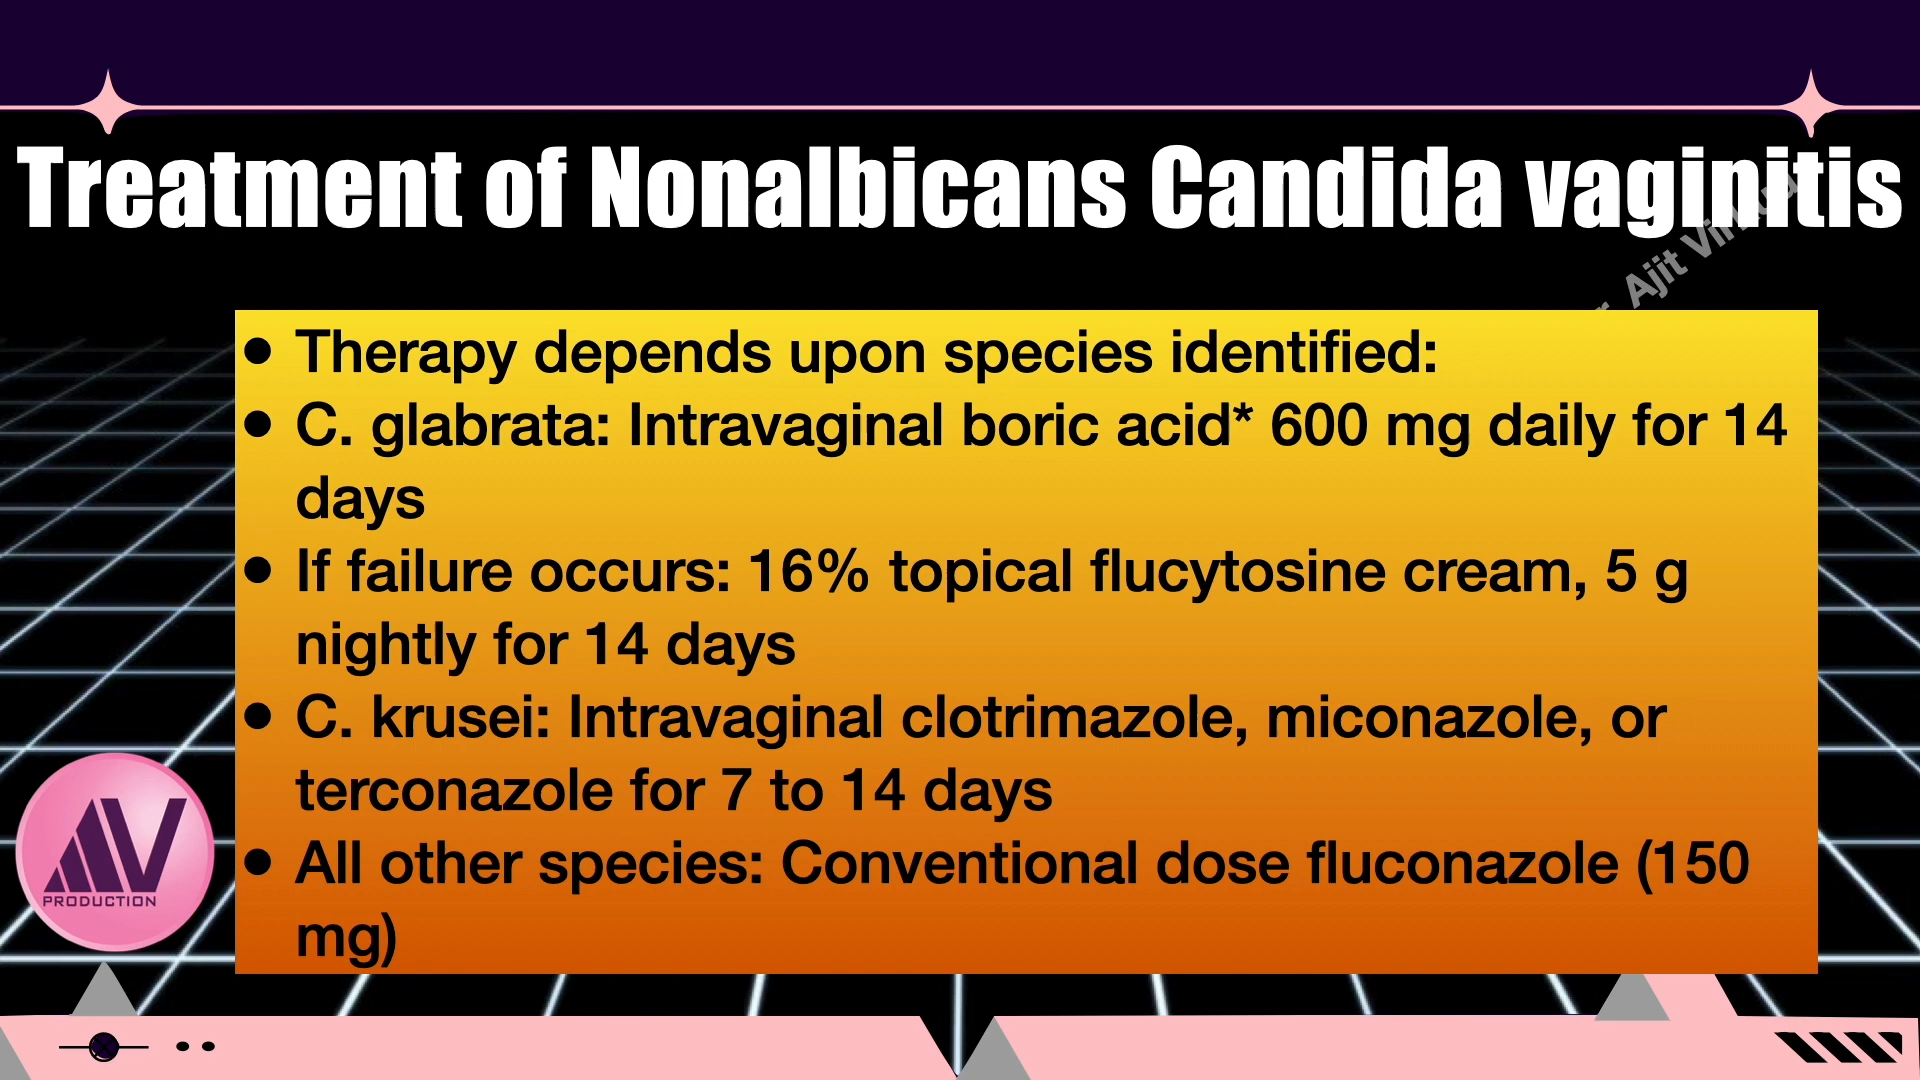 Treatment of Nonalbicans Candida vaginitis
Ajit
• Therapy depends upon species identified:
• C. glabrata: Intravaginal boric acid* 600 mg daily for 14
days
• If failure occurs: 16% topical flucytosine cream, 5 g
nightly for 14 days
• C. krusei: Intravaginal clotrimazole, miconazole, or
terconazole for 7 to 14 days
• All other species: Conventional dose fluconazole (150
mg)
AV
PRODUCTION